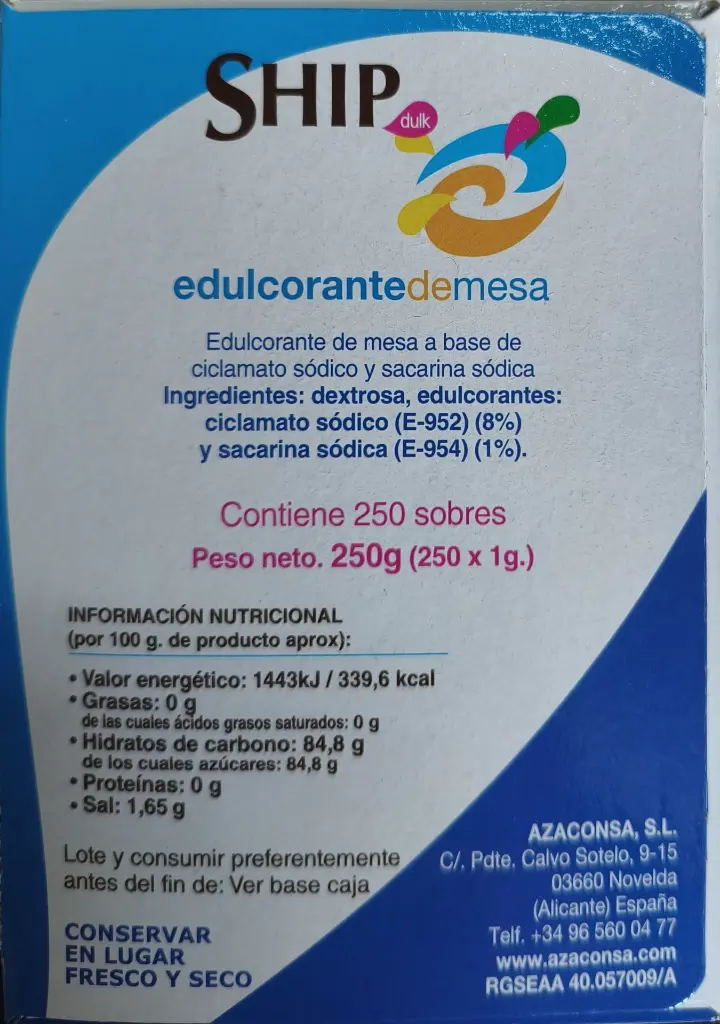 SHIP
dulk
edulcorantedemesa
Edulcorante de mesa a base de
ciclamato sódico y sacarina sódica
Ingredientes: dextrosa, edulcorantes:
ciclamato sódico (E-952) (8%)
y sacarina sódica (E-954) (1%).
Contiene 250 sobres
Peso neto. 250g (250 x 1g.)
INFORMACIÓN NUTRICIONAL
(por 100 g. de producto aprox):
• Valor energético: 1443kJ / 339,6 kcal
• Grasas: 0 g
de las cuales ácidos grasos saturados: 0 g
• Hidratos de carbono: 84,8 g
de los cuales azúcares: 84,8 g
• Proteínas: 0 g
• Sal: 1,65 g
Lote y consumir preferentemente
antes del fin de: Ver base caja
CONSERVAR
EN LUGAR
FRESCO Y SECO
AZACONSA, S.L.
C/. Pdte. Calvo Sotelo, 9-15
03660 Novelda
(Alicante) España
Telf. +34 96 560 04 77
www.azaconsa.com
RGSEAA 40.057009/A